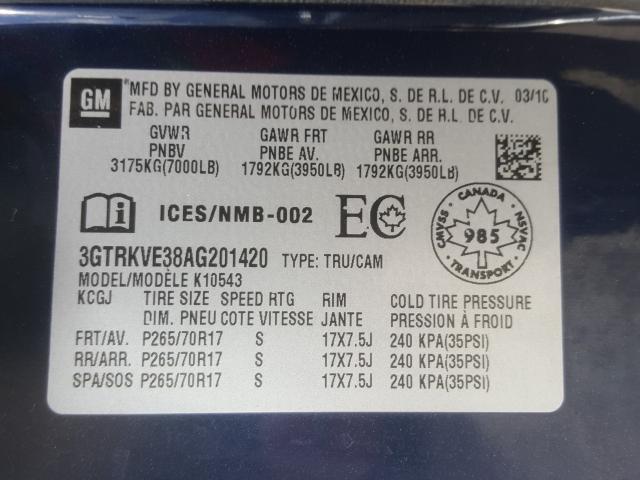 GM
*MFD BY GENERAL MOTORS DE MEXICO, S. DE R.L. DE C.V. 03/10
FAB. PAR GENERAL MOTORS DE MEXICO, S. DE R.L. DE C.V.
GVWR GAWR FRT GAWR RR
PNBV PNBE AV. PNBE ARR.
3175KG(7000LB) 1792KG(3950LB) 1792KG(3950LB)
ICES/NMB-002 EC
CANADA
CMVSS 985 NSVAC
TRANSPORT
3GTRKVE38AG201420 TYPE: TRU/CAM
MODEL/MODÈLE K10543
KCGJ TIRE SIZE SPEED RTG RIM COLD TIRE PRESSURE
DIM. PNEU COTE VITESSE JANTE PRESSION À FROID
FRT/AV. P265/70R17 S 17X7.5J 240 KPA(35PSI)
RR/ARR. P265/70R17 S 17X7.5J 240 KPA(35PSI)
SPA/SOS P265/70R17 S 17X7.5J 240 KPA(35PSI)